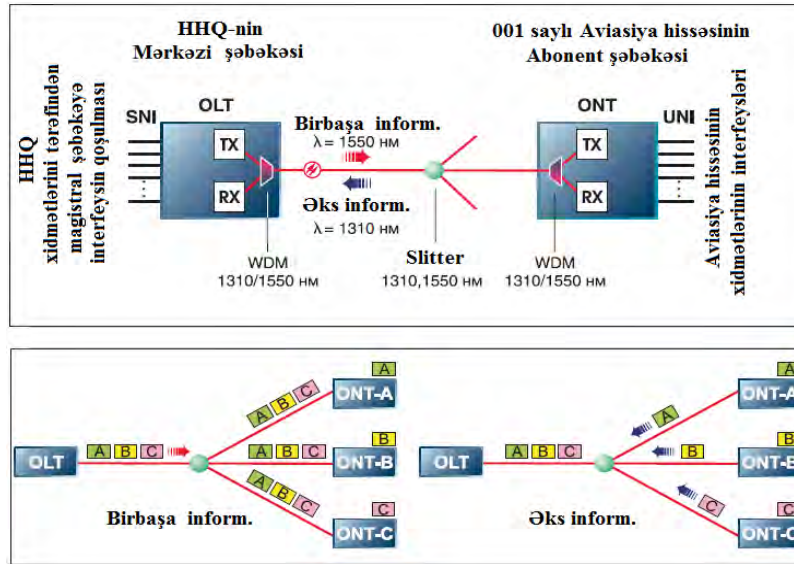 HHQ-nin
Mərkəzi şəbəkəsi
001 saylı Aviasiya hissəsinin
Abonent şəbəkəsi
HHQ
xidmətlərini tərəfindən
magistral şəbəkəyə
interfeysin qoşulması
SNI
OLT
TX
RX
Birbaşa inform.
λ = 1550 нм
Əks inform.
λ = 1310 нм
WDM
1310/1550 нм
Slitter
1310,1550 нм
ONT
TX
RX
WDM
1310/1550 нм
UNI
Aviasiya hissəsinin
xidmətlərinin interfeysləri
OLT
A B C
A B C
A B C
A B C
A
ONT-A
B
ONT-B
C
ONT-C
Birbaşa inform.
OLT
A B C
A
B
C
A
ONT-A
B
ONT-B
C
ONT-C
Əks inform.